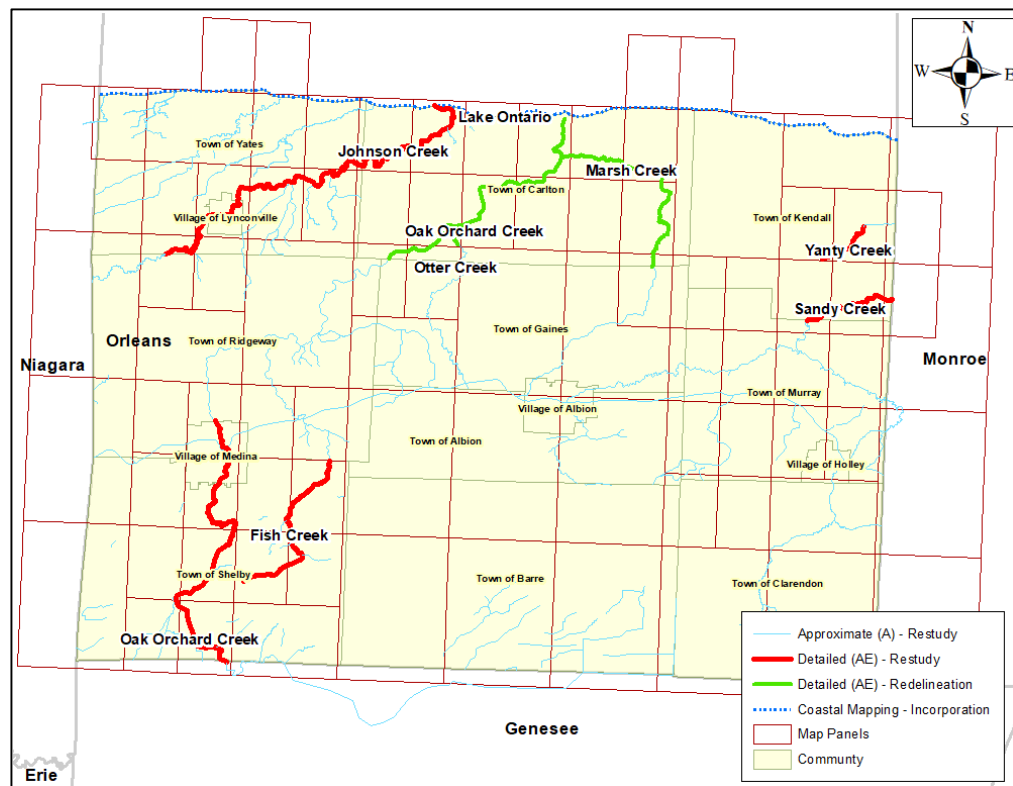 N
W E
S
Lake Ontario
Town of Yates
Johnson Creek
Marsh Creek
Town of Carlton
Village of Lynconville
Town of Kendall
Oak Orchard Creek
Yanty Creek
Otter Creek
Sandy Creek
Town of Gaines
Orleans
Town of Ridgeway
Niagara
Monroe
Town of Murray
Village of Albion
Town of Albion
Village of Medina
Village of Holley
Fish Creek
Town of Shelby
Town of Barre
Town of Clarendon
Oak Orchard Creek
Approximate (A) - Restudy
Detailed (AE) - Restudy
Detailed (AE) - Redelineation
Coastal Mapping - Incorporation
Map Panels
Communty
Genesee
Erie